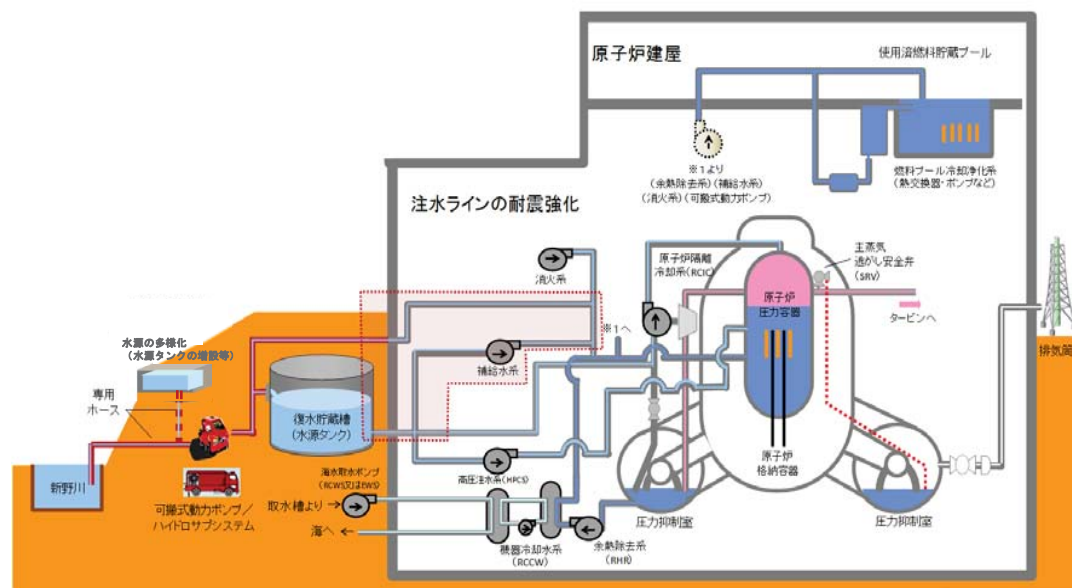 原子炉建屋
使用済燃料貯蔵プール
※1より
(余熱除去系)(補給水系)
(消火系)(可搬式動力ポンプ)
燃料プール冷却浄化系
(熱交換器・ポンプなど)
注水ラインの耐震強化
消火系
原子炉隔離
冷却系(RCIC)
主蒸気
逃がし安全弁
(SRV)
原子炉
圧力容器
タービンへ
排気筒
※1へ
補給水系
水源の多様化
(水源タンクの増設等)
専用
ホース
復水貯蔵槽
(水源タンク)
新野川
可搬式動力ポンプ/
ハイドロサブシステム
海水取水ポンプ
(RCWS又はEWS)
取水槽より
海へ
高圧注水系(HPCS)
機器冷却水系
(RCCW)
余熱除去系
(RHR)
圧力抑制室
原子炉
格納容器
圧力抑制室